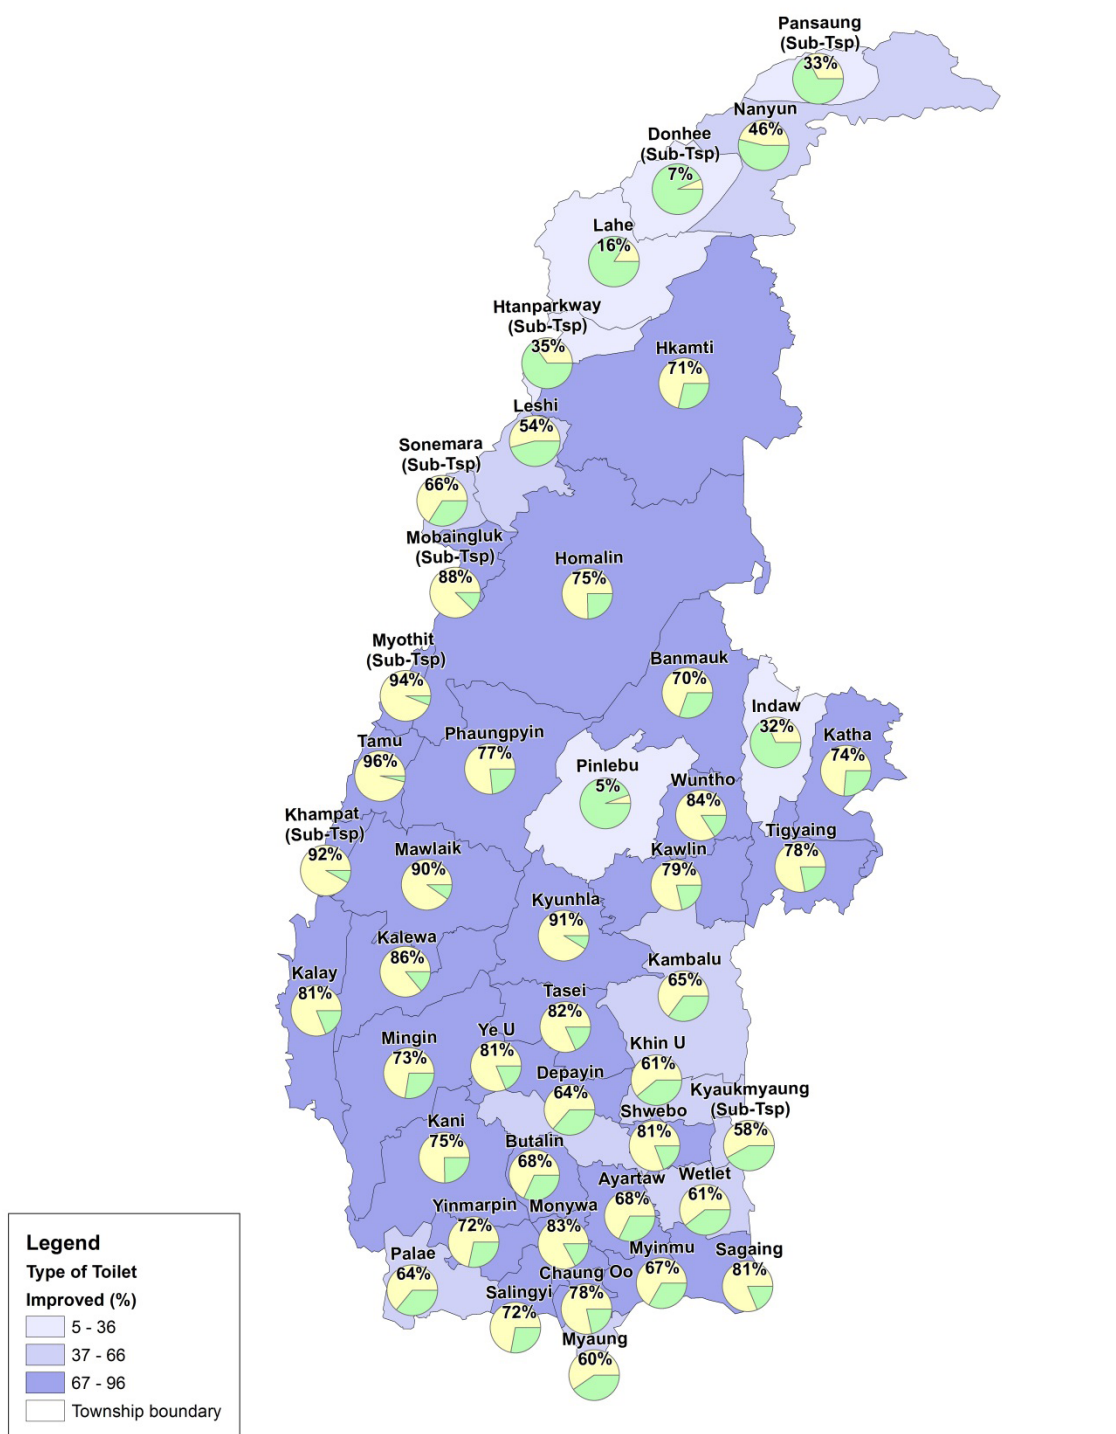 Pansaung
(Sub-Tsp)
33%
Nanyun
46%
Donhee
(Sub-Tsp)
7%
Lahe
16%
Htanparkway
(Sub-Tsp)
35%
Hkamti
71%
Leshi
54%
Sonemara
(Sub-Tsp)
66%
Mobaingluk
(Sub-Tsp)
88%
Homalin
75%
Myothit
(Sub-Tsp)
94%
Banmauk
70%
Indaw
32%
Katha
74%
Tamu
96%
Phaungpyin
77%
Pinlebu
5%
Wuntho
84%
Khampat
(Sub-Tsp)
92%
Mawlaik
90%
Kawlin
79%
Tigyaing
78%
Kyunhla
91%
Kalewa
86%
Kambalu
65%
Kalay
81%
Tasei
82%
Mingin
73%
Ye U
81%
Khin U
61%
Depayin
64%
Kyaukmyaung
(Sub-Tsp)
58%
Shwebo
81%
Kani
75%
Butalin
68%
Ayartaw
68%
Wetlet
61%
Yinmarpin
72%
Monywa
83%
Palae
64%
Myinmu
67%
Sagaing
81%
Salingyi
72%
Chaung Oo
78%
Myaung
60%
Legend
Type of Toilet
Improved (%)
5 - 36
37 - 66
67 - 96
Township boundary